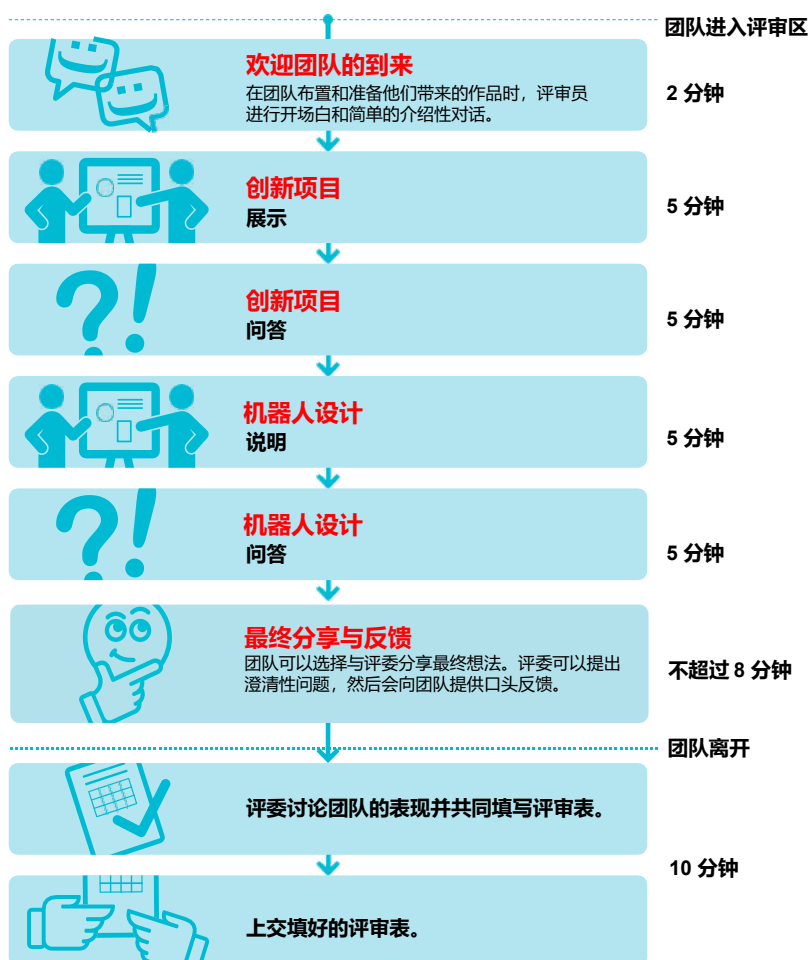 团队进入评审区
欢迎团队的到来
在团队布置和准备他们带来的作品时，评审员
进行开场白和简单的介绍性对话。
2 分钟
创新项目
展示
5 分钟
创新项目
问答
5 分钟
机器人设计
说明
5 分钟
机器人设计
问答
5 分钟
最终分享与反馈
团队可以选择与评委分享最终想法。评委可以提出
澄清性问题，然后会向团队提供口头反馈。
不超过 8 分钟
团队离开
评委讨论团队的表现并共同填写评审表。
10 分钟
上交填好的评审表。